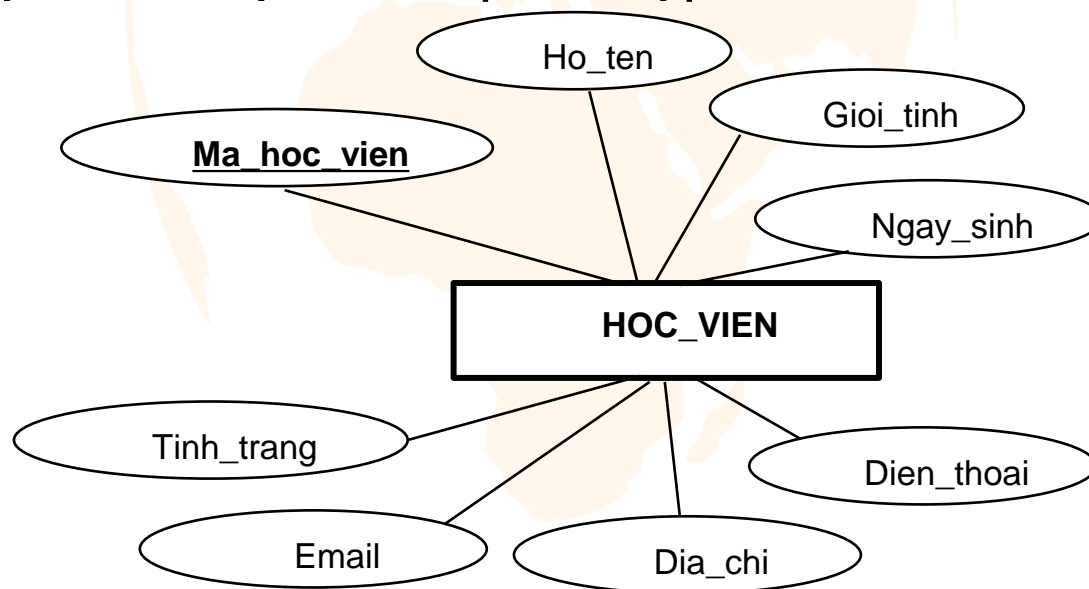 Ho_ten
Gioi_tinh
Ma_hoc_vien
Ngay_sinh
HOC_VIEN
Tinh_trang
Dien_thoai
Email
Dia_chi